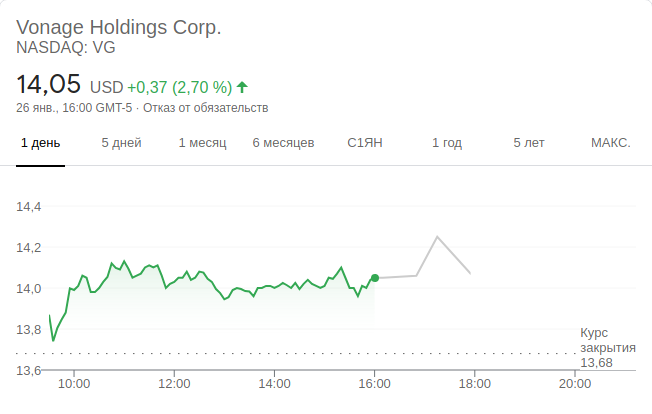 Vonage Holdings Corp.
NASDAQ: VG
14,05 USD +0,37 (2,70 %)
26 янв., 16:00 GMT-5 · Отказ от обязательств
1 день 5 дней 1 месяц 6 месяцев С1ЯН 1 год 5 лет МАКС.
14,4
14,2
14,0
13,8
Курс
закрытия
13,68
13,6
10:00 12:00 14:00 16:00 18:00 20:00